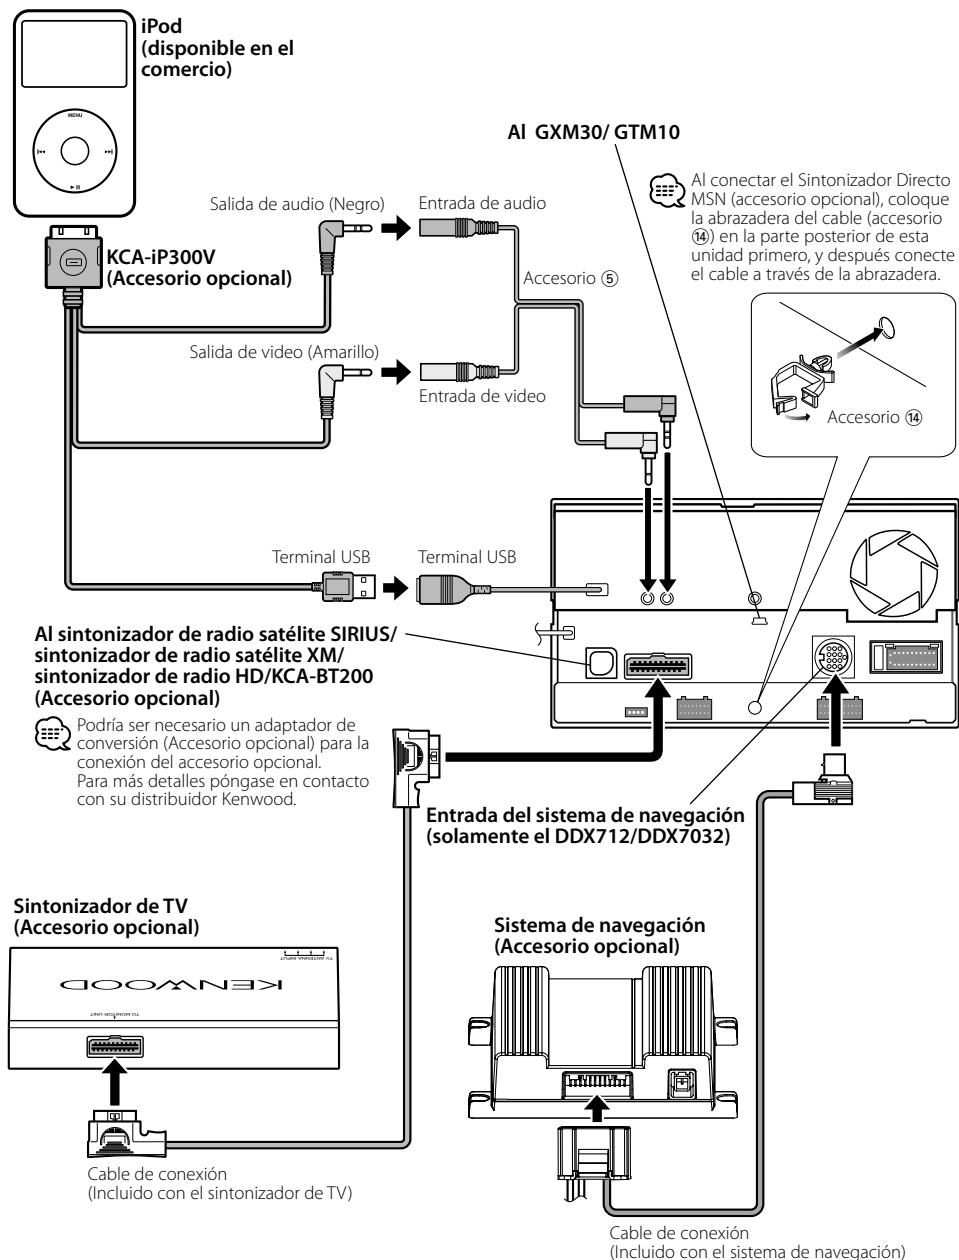 iPod
(disponible en el
comercio)
MENU
Al GXM30/ GTM10
Al conectar el Sintonizador Directo
MSN (accesorio opcional), coloque
la abrazadera del cable (accesorio
⑭) en la parte posterior de esta
unidad primero, y después conecte
el cable a través de la abrazadera.
Salida de audio (Negro)
Entrada de audio
KCA-iP300V
(Accesorio opcional)
Accesorio ⑤
Salida de video (Amarillo)
Entrada de video
Accesorio ⑭
Terminal USB
Terminal USB
Al sintonizador de radio satélite SIRIUS/
sintonizador de radio satélite XM/
sintonizador de radio HD/KCA-BT200
(Accesorio opcional)
Podría ser necesario un adaptador de
conversión (Accesorio opcional) para la
conexión del accesorio opcional.
Para más detalles póngase en contacto
con su distribuidor Kenwood.
Entrada del sistema de navegación
(solamente el DDX712/DDX7032)
Sintonizador de TV
(Accesorio opcional)
TV ANTENNA INPUT
KENWOOD
TO MONITOR UNIT
Sistema de navegación
(Accesorio opcional)
Cable de conexión
(Incluido con el sintonizador de TV)
Cable de conexión
(Incluido con el sistema de navegación)